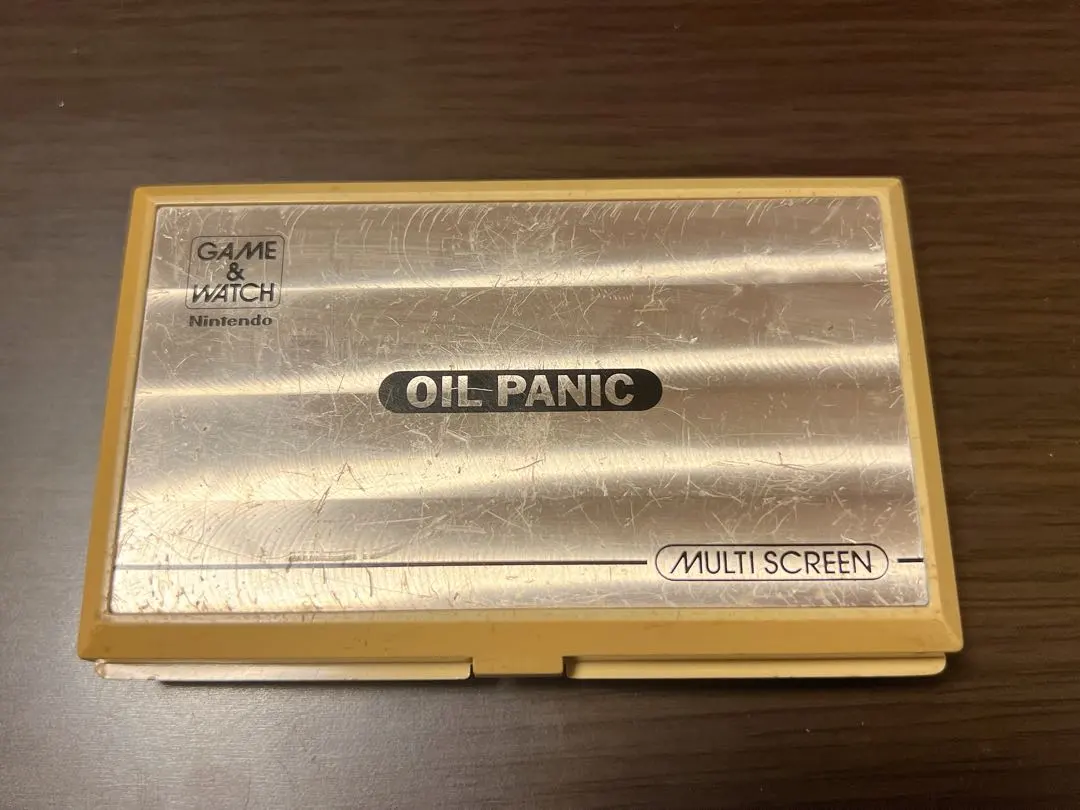 GAME
&
WATCH
Nintendo
OIL PANIC
MULTI SCREEN